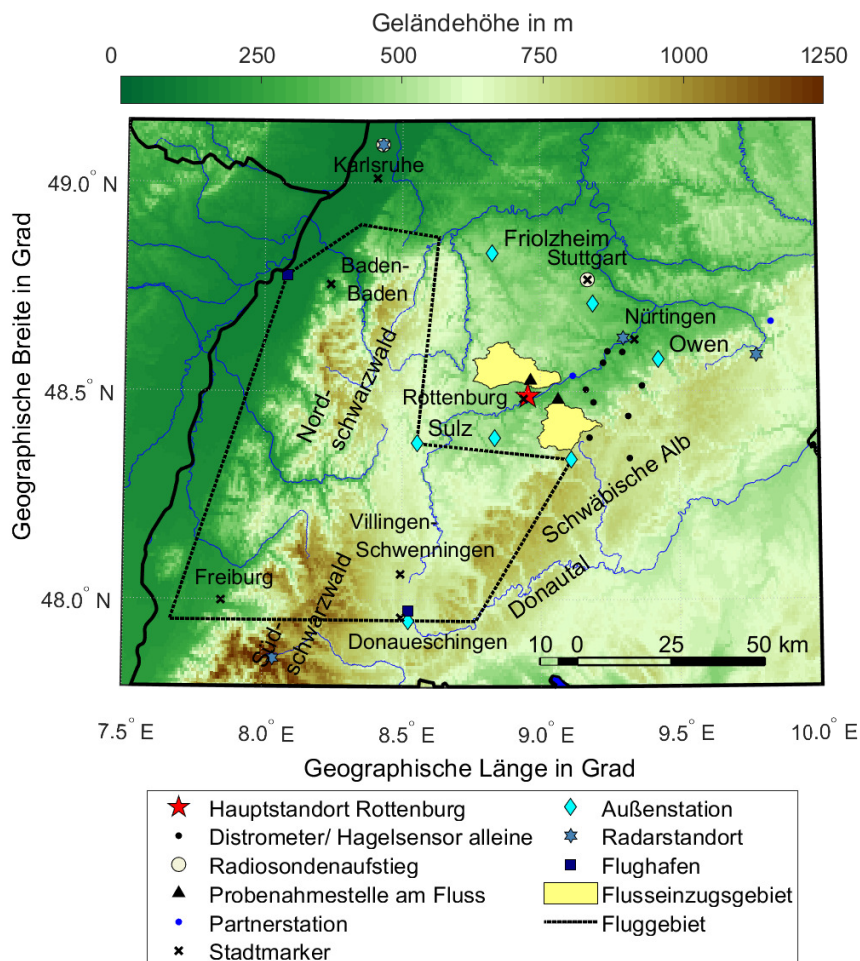 Geländehöhe in m
0 250 500 750 1000 1250
Karlsruhe
49.0° N
Friolzheim
Stuttgart
Baden-
Baden
Nürtingen
Owen
48.5° N
Rottenburg
Nord-
schwarzwald
Sulz
Schwäbische Alb
Villingen-
Schwenningen
Freiburg
48.0° N
Donautal
Süd-
schwarzwald
Donaueschingen
10 0 25 50 km
Geographische Breite in Grad
7.5° E 8.0° E 8.5° E 9.0° E 9.5° E 10.0° E
Geographische Länge in Grad
Hauptstandort Rottenburg
Distrometer/ Hagelsensor alleine
Radiosondenaufstieg
Probenahmestelle am Fluss
Partnerstation
Stadtmarker
Außenstation
Radarstandort
Flughafen
Flusseinzugsgebiet
Fluggebiet